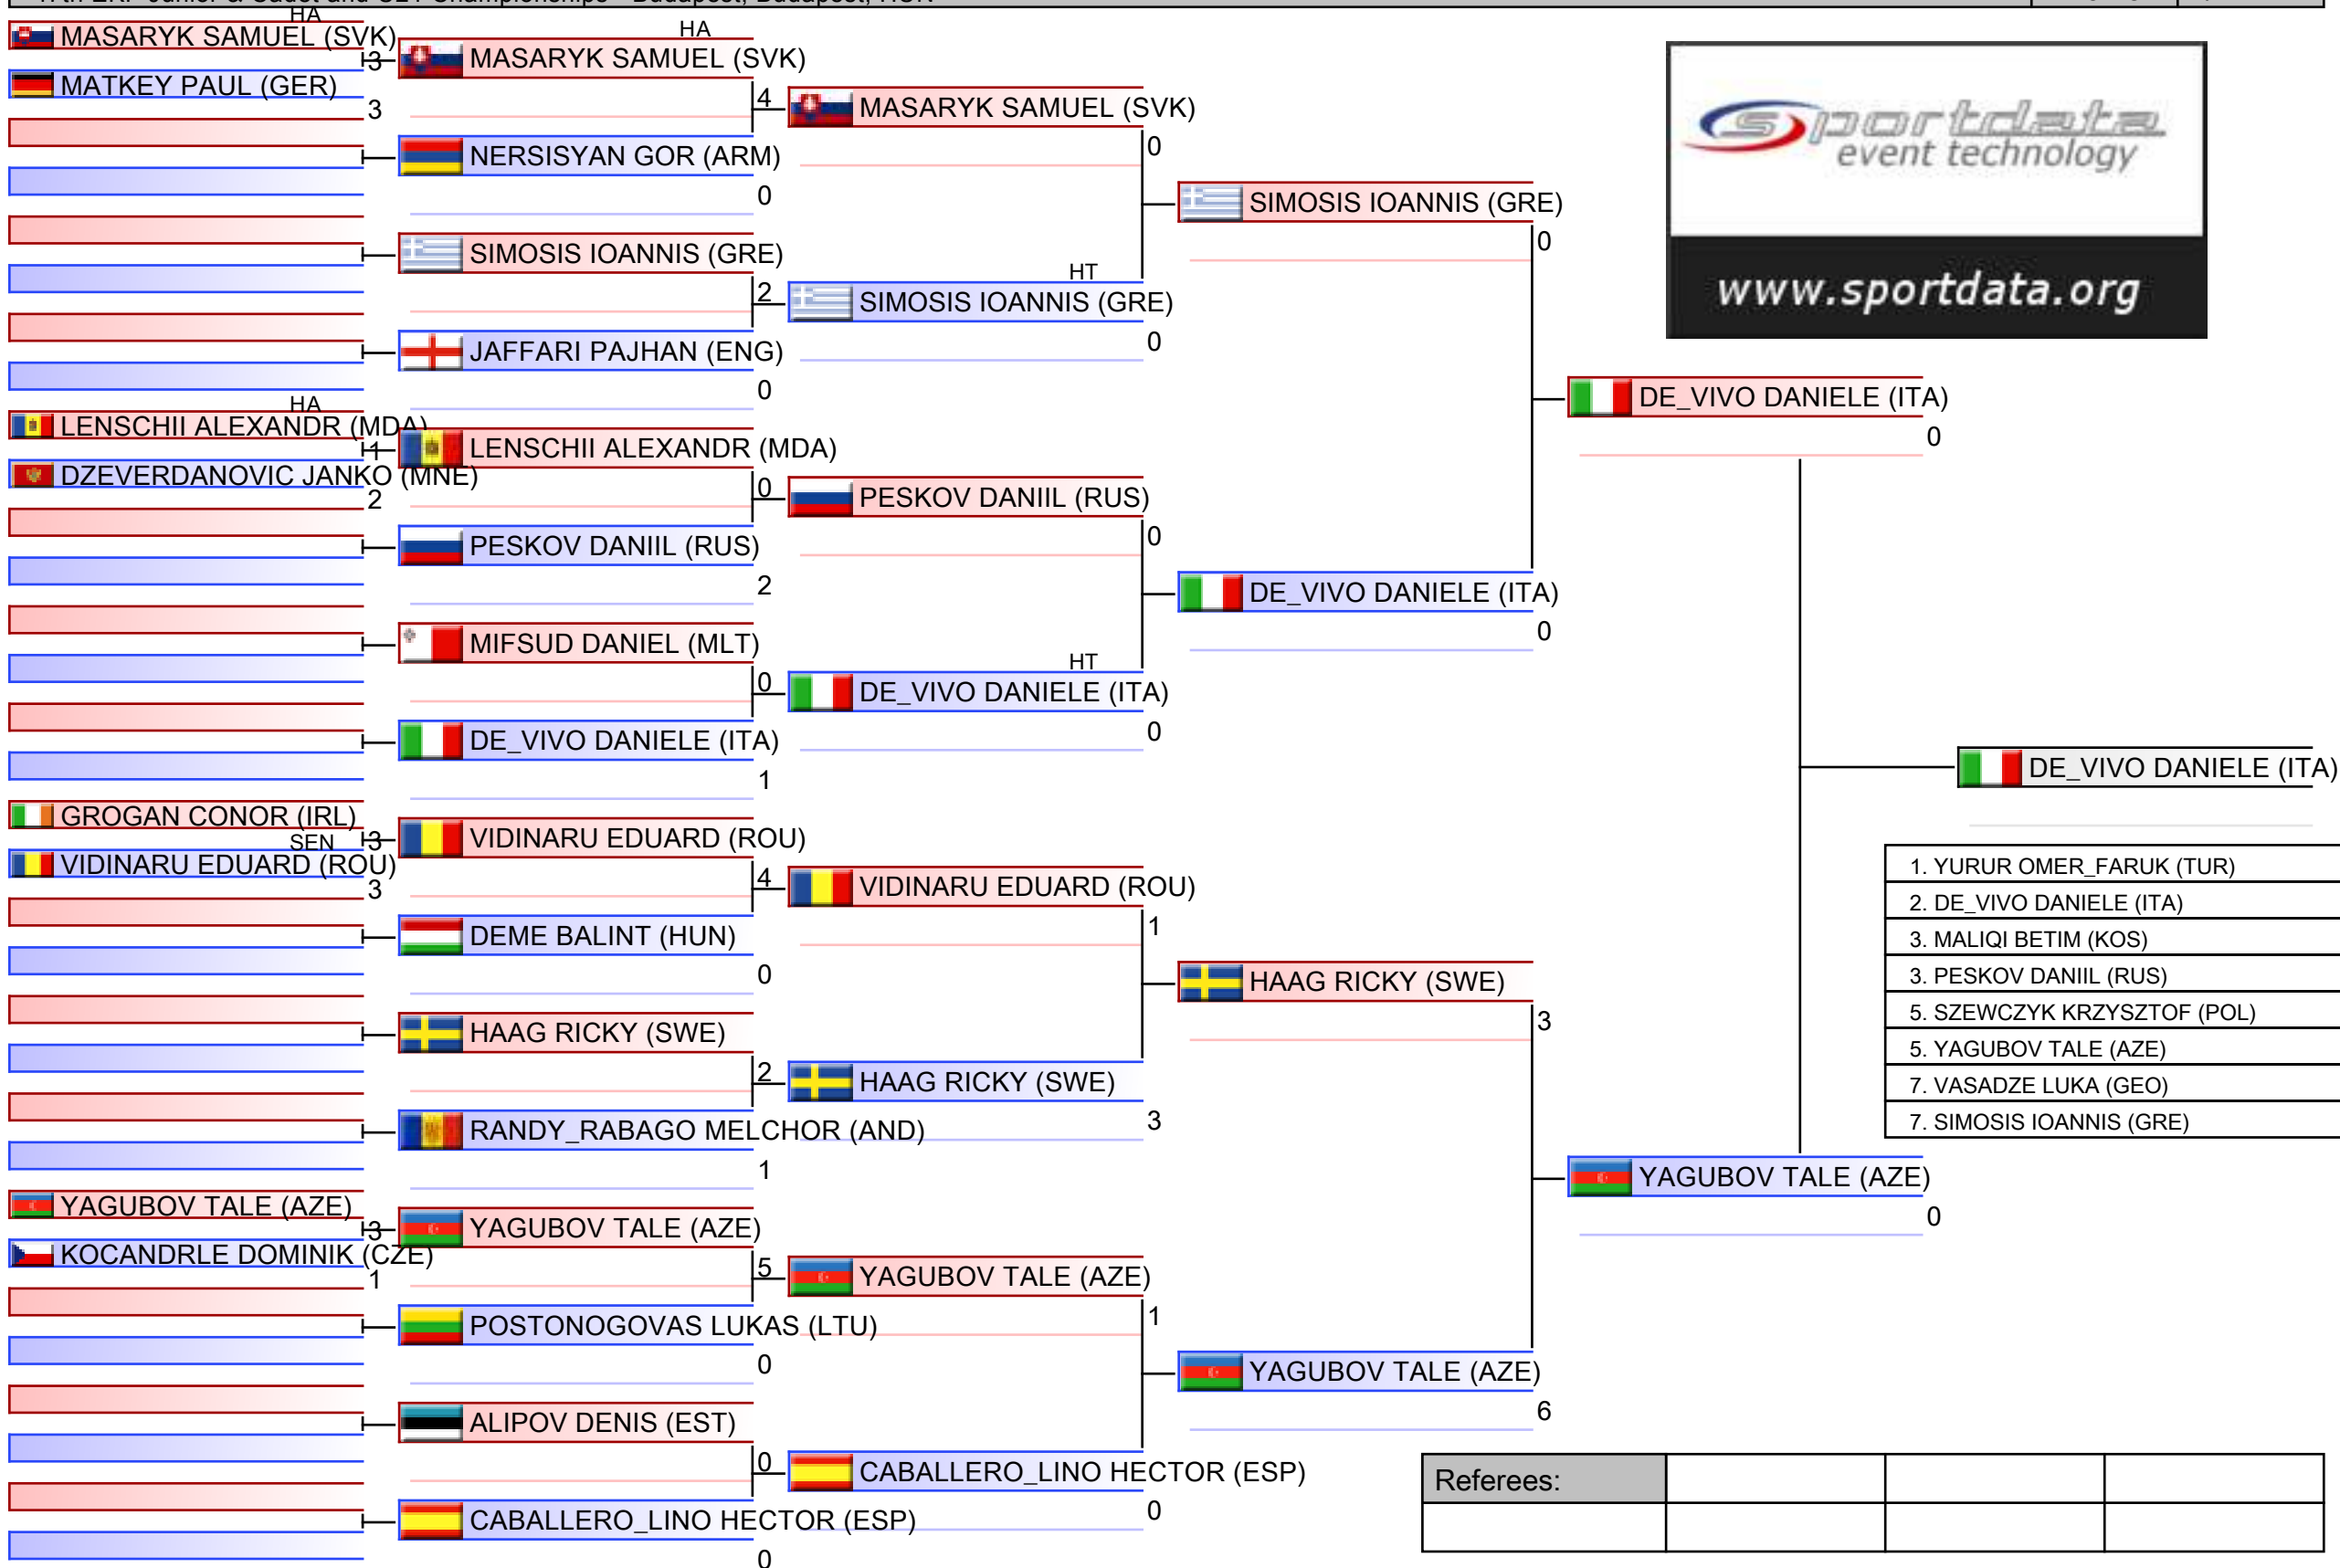 HA
MASARYK SAMUEL (SVK)
3
MATKEY PAUL (GER)
3
HA
LENSCHII ALEXANDR (MDA)
1
DZEVERDANOVIC JANKO (MNE)
2
GROGAN CONOR (IRL)
3
SEN
VIDINARU EDUARD (ROU)
3
YAGUBOV TALE (AZE)
3
KOCANDRLE DOMINIK (CZE)
1
HA
MASARYK SAMUEL (SVK)
4
NERSISYAN GOR (ARM)
0
SIMOSIS IOANNIS (GRE)
2
JAFFARI PAJHAN (ENG)
0
LENSCHII ALEXANDR (MDA)
0
PESKOV DANIIL (RUS)
2
MIFSUD DANIEL (MLT)
0
DE_VIVO DANIELE (ITA)
1
VIDINARU EDUARD (ROU)
4
DEME BALINT (HUN)
0
HAAG RICKY (SWE)
2
RANDY_RABAGO MELCHOR (AND)
1
YAGUBOV TALE (AZE)
5
POSTONOGOVAS LUKAS (LTU)
0
ALIPOV DENIS (EST)
0
CABALLERO_LINO HECTOR (ESP)
0
MASARYK SAMUEL (SVK)
0
HT
SIMOSIS IOANNIS (GRE)
0
PESKOV DANIIL (RUS)
0
HT
DE_VIVO DANIELE (ITA)
0
VIDINARU EDUARD (ROU)
1
HAAG RICKY (SWE)
3
YAGUBOV TALE (AZE)
1
CABALLERO_LINO HECTOR (ESP)
0
SIMOSIS IOANNIS (GRE)
0
DE_VIVO DANIELE (ITA)
0
HAAG RICKY (SWE)
3
YAGUBOV TALE (AZE)
6
DE_VIVO DANIELE (ITA)
0
YAGUBOV TALE (AZE)
0
DE_VIVO DANIELE (ITA)
sportdata
event technology
www.sportdata.org
1. YURUR OMER_FARUK (TUR)
2. DE_VIVO DANIELE (ITA)
3. MALIQI BETIM (KOS)
3. PESKOV DANIIL (RUS)
5. SZEWCZYK KRZYSZTOF (POL)
5. YAGUBOV TALE (AZE)
7. VASADZE LUKA (GEO)
7. SIMOSIS IOANNIS (GRE)
Referees: